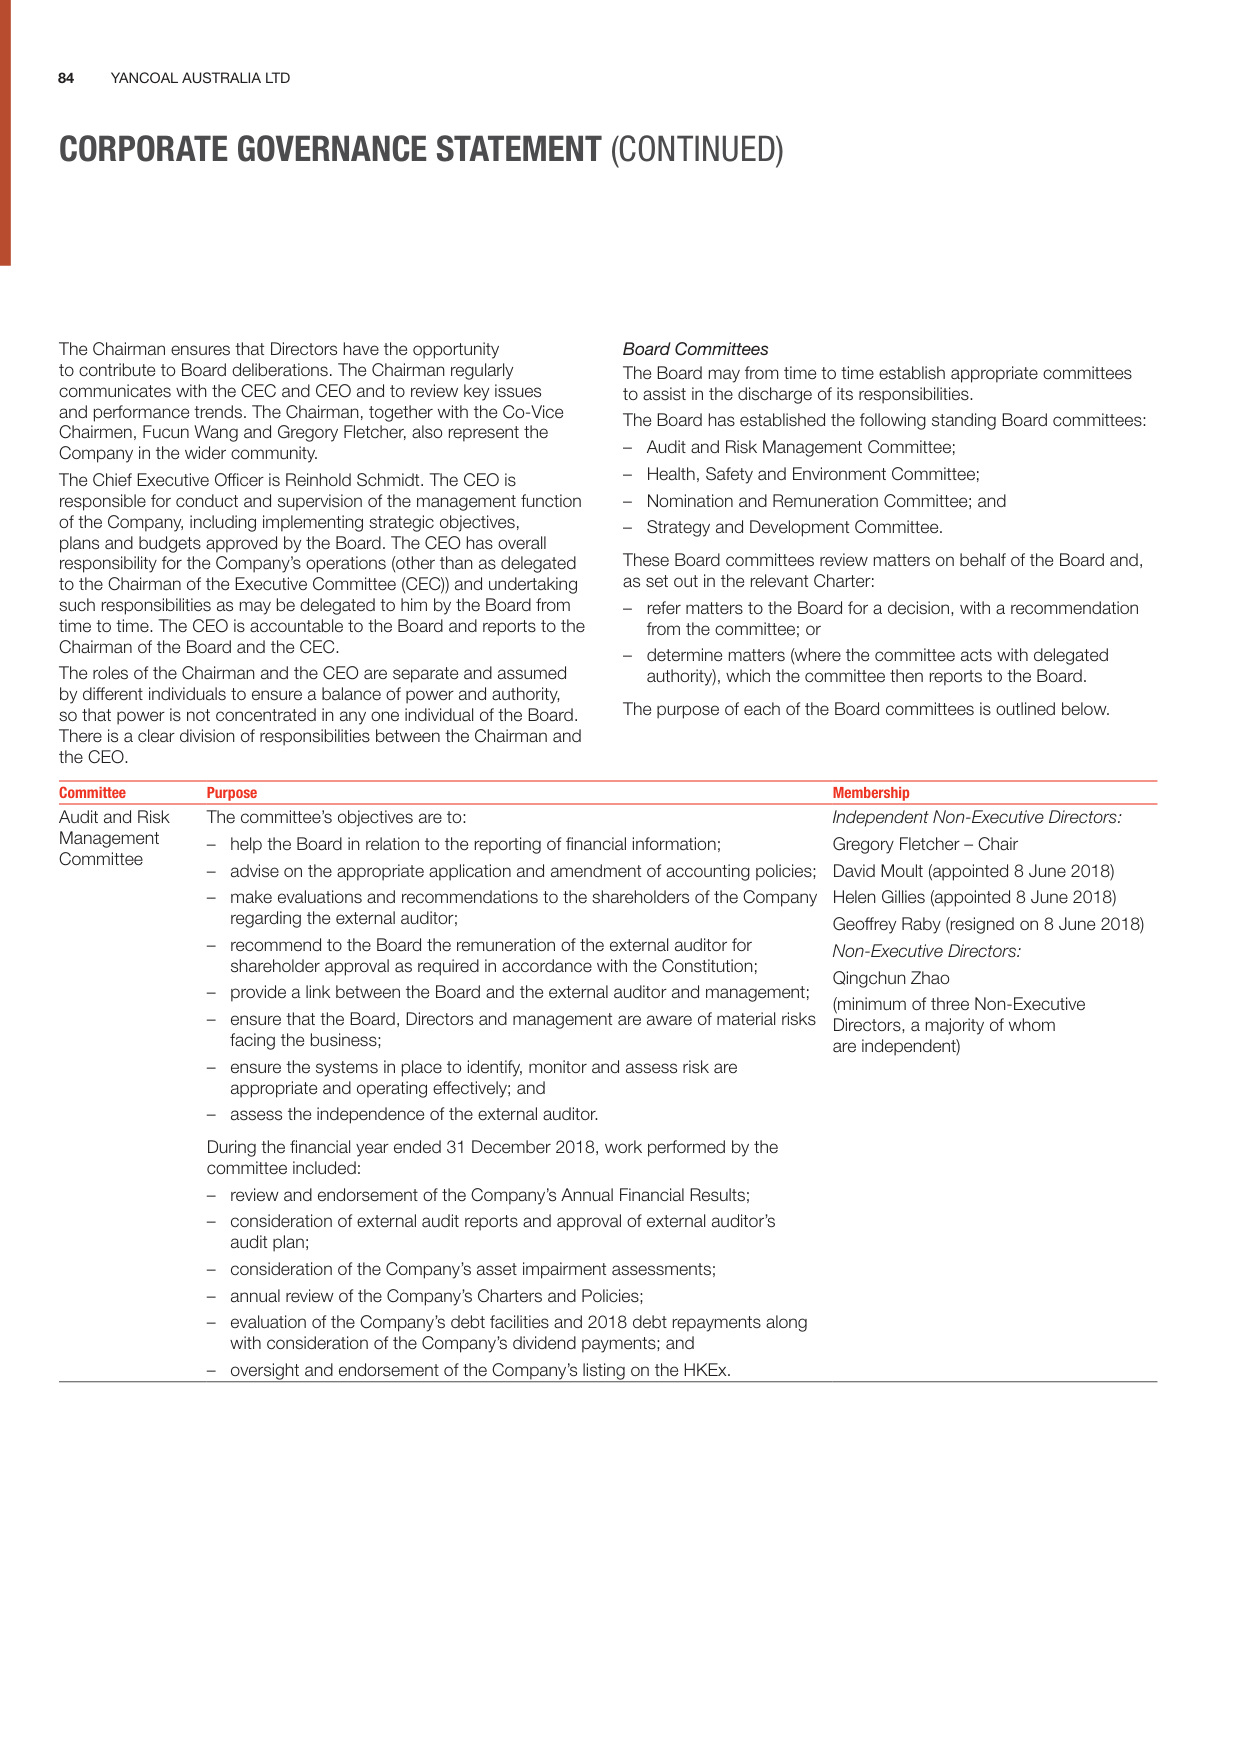 84 YANCOAL AUSTRALIA LTD
CORPORATE GOVERNANCE STATEMENT (CONTINUED)
The Chairman ensures that Directors have the opportunity
to contribute to Board deliberations. The Chairman regularly
communicates with the CEC and CEO and to review key issues
and performance trends. The Chairman, together with the Co-Vice
Chairmen, Fucun Wang and Gregory Fletcher, also represent the
Company in the wider community.
The Chief Executive Officer is Reinhold Schmidt. The CEO is
responsible for conduct and supervision of the management function
of the Company, including implementing strategic objectives,
plans and budgets approved by the Board. The CEO has overall
responsibility for the Company's operations (other than as delegated
to the Chairman of the Executive Committee (CEC)) and undertaking
such responsibilities as may be delegated to him by the Board from
time to time. The CEO is accountable to the Board and reports to the
Chairman of the Board and the CEC.
The roles of the Chairman and the CEO are separate and assumed
by different individuals to ensure a balance of power and authority,
so that power is not concentrated in any one individual of the Board.
There is a clear division of responsibilities between the Chairman and
the CEO.
Board Committees
The Board may from time to time establish appropriate committees
to assist in the discharge of its responsibilities.
The Board has established the following standing Board committees:
– Audit and Risk Management Committee;
– Health, Safety and Environment Committee;
– Nomination and Remuneration Committee; and
– Strategy and Development Committee.
These Board committees review matters on behalf of the Board and,
as set out in the relevant Charter:
– refer matters to the Board for a decision, with a recommendation
from the committee; or
– determine matters (where the committee acts with delegated
authority), which the committee then reports to the Board.
The purpose of each of the Board committees is outlined below.
Committee Purpose Membership
Audit and Risk
Management
Committee
The committee's objectives are to:
– help the Board in relation to the reporting of financial information;
– advise on the appropriate application and amendment of accounting policies;
– make evaluations and recommendations to the shareholders of the Company
regarding the external auditor;
– recommend to the Board the remuneration of the external auditor for
shareholder approval as required in accordance with the Constitution;
– provide a link between the Board and the external auditor and management;
– ensure that the Board, Directors and management are aware of material risks
facing the business;
– ensure the systems in place to identify, monitor and assess risk are
appropriate and operating effectively; and
– assess the independence of the external auditor.
During the financial year ended 31 December 2018, work performed by the
committee included:
– review and endorsement of the Company's Annual Financial Results;
– consideration of external audit reports and approval of external auditor's
audit plan;
– consideration of the Company's asset impairment assessments;
– annual review of the Company's Charters and Policies;
– evaluation of the Company's debt facilities and 2018 debt repayments along
with consideration of the Company's dividend payments; and
– oversight and endorsement of the Company's listing on the HKEx.
Independent Non-Executive Directors:
Gregory Fletcher – Chair
David Moult (appointed 8 June 2018)
Helen Gillies (appointed 8 June 2018)
Geoffrey Raby (resigned on 8 June 2018)
Non-Executive Directors:
Qingchun Zhao
(minimum of three Non-Executive
Directors, a majority of whom
are independent)